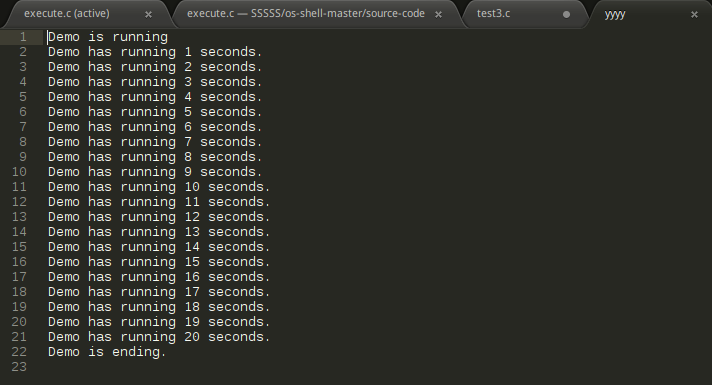 execute.c (active) × execute.c — SSSSS/os-shell-master/source-code × test3.c yyyy ×
1 Demo is running
2 Demo has running 1 seconds.
3 Demo has running 2 seconds.
4 Demo has running 3 seconds.
5 Demo has running 4 seconds.
6 Demo has running 5 seconds.
7 Demo has running 6 seconds.
8 Demo has running 7 seconds.
9 Demo has running 8 seconds.
10 Demo has running 9 seconds.
11 Demo has running 10 seconds.
12 Demo has running 11 seconds.
13 Demo has running 12 seconds.
14 Demo has running 13 seconds.
15 Demo has running 14 seconds.
16 Demo has running 15 seconds.
17 Demo has running 16 seconds.
18 Demo has running 17 seconds.
19 Demo has running 18 seconds.
20 Demo has running 19 seconds.
21 Demo has running 20 seconds.
22 Demo is ending.
23